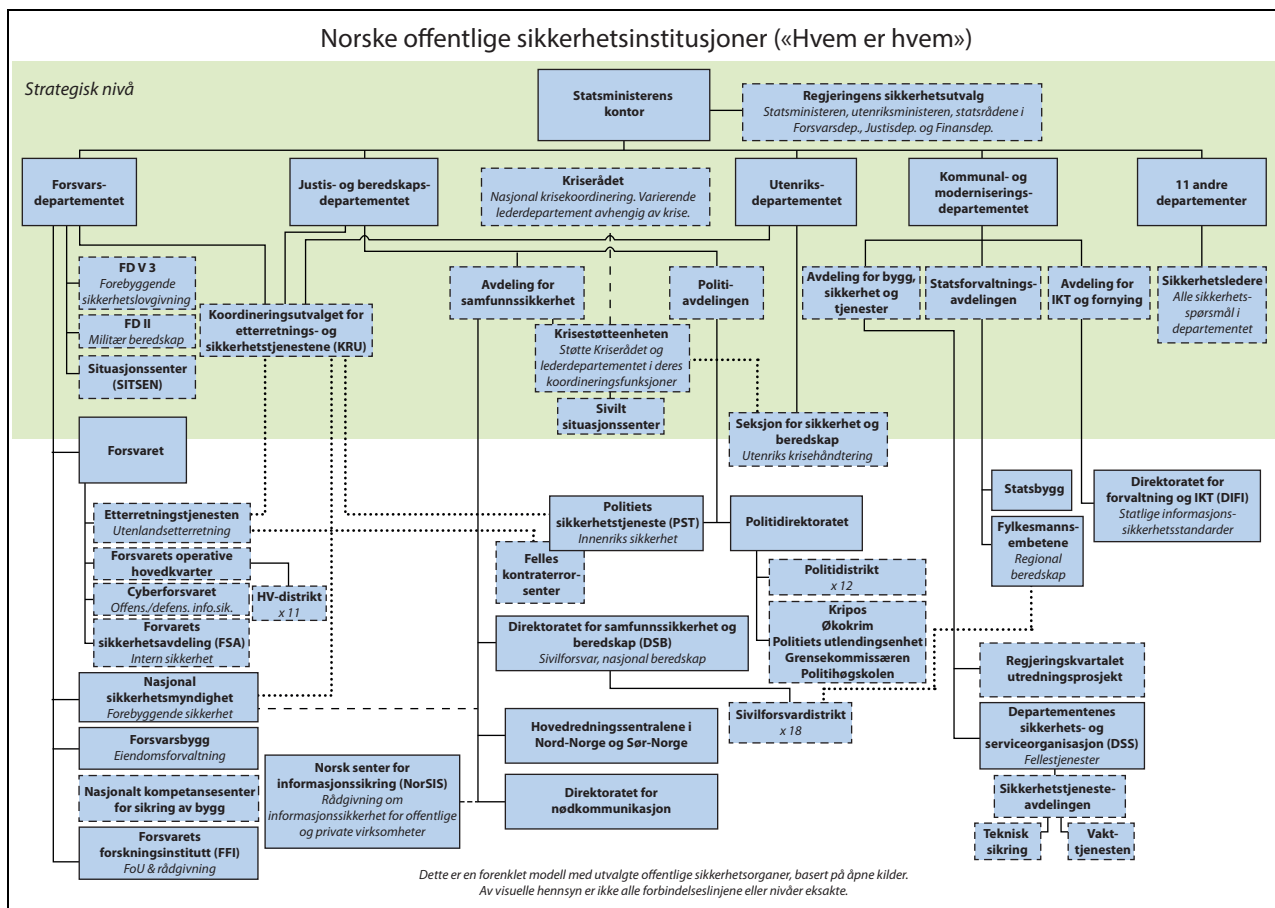 Norske offentlige sikkerhetsinstitusjoner («Hvem er hvem»)
Strategisk nivå
Statsministerens
kontor
Regjeringens sikkerhetsutvalg
Statsministeren, utenriksministeren, statsrådene i
Forsvarsdep., Justisdep. og Finansdep.
Forsvars-
departementet
Justis- og beredskaps-
departementet
Kriserådet
Nasjonal krisekoordinering. Varierende
lederdepartement avhengig av krise.
Utenriks-
departementet
Kommunal- og
moderniserings-
departementet
11 andre
departementer
FD V 3
Forebyggende
sikkerhetslovgivning
FD II
Militær beredskap
Situasjonssenter
(SITSEN)
Koordineringsutvalget for
etterretnings- og
sikkerhetstjenestene (KRU)
Avdeling for
samfunnssikkerhet
Politi-
avdelingen
Krisestøtteenheten
Støtte Kriserådet og
lederdepartementet i deres
koordineringsfunksjoner
Sivilt
situasjonssenter
Seksjon for sikkerhet og
beredskap
Utenriks krisehåndtering
Avdeling for bygg,
sikkerhet og
tjenester
Statsforvaltnings-
avdelingen
Avdeling for
IKT og fornying
Sikkerhetsledere
Alle sikkerhets-
spørsmål i
departementet
Forsvaret
Etterretningstjenesten
Utenlandsetterretning
Forsvarets operative
hovedkvarter
Cyberforsvaret
Offens./defens. info.sik.
Forvarets
sikkerhetsavdeling (FSA)
Intern sikkerhet
HV-distrikt
x 11
Nasjonal
sikkerhetsmyndighet
Forebyggende sikkerhet
Forsvarsbygg
Eiendomsforvaltning
Nasjonalt kompetansesenter
for sikring av bygg
Forsvarets
forskningsinstitutt (FFI)
FoU & rådgivning
Norsk senter for
informasjonssikring (NorSIS)
Rådgivning om
informasjonssikkerhet for offentlige
og private virksomheter
Politiets
sikkerhetstjeneste (PST)
Innenriks sikkerhet
Felles
kontraterror-
senter
Politidirektoratet
Politidistrikt
x 12
Kripos
Økokrim
Politiets utlendingsenhet
Grensekommissæren
Politihøgskolen
Direktoratet for samfunnssikkerhet og
beredskap (DSB)
Sivilforsvar, nasjonal beredskap
Sivilforsvardistrikt
x 18
Hovedredningssentralene i
Nord-Norge og Sør-Norge
Direktoratet for
nødkommunikasjon
Statsbygg
Fylkesmanns-
embetene
Regional
beredskap
Direktoratet for
forvaltning og IKT (DIFI)
Statlige informasjons-
sikkerhetsstandarder
Regjeringskvartalet
utredningsprosjekt
Departementenes
sikkerhets- og
serviceorganisasjon (DSS)
Fellestjenester
Sikkerhetstjeneste-
avdelingen
Teknisk
sikring
Vakt-
tjenesten
Dette er en forenklet modell med utvalgte offentlige sikkerhetsorganer, basert på åpne kilder.
Av visuelle hennsyn er ikke alle forbindelseslinjene eller nivåer eksakte.